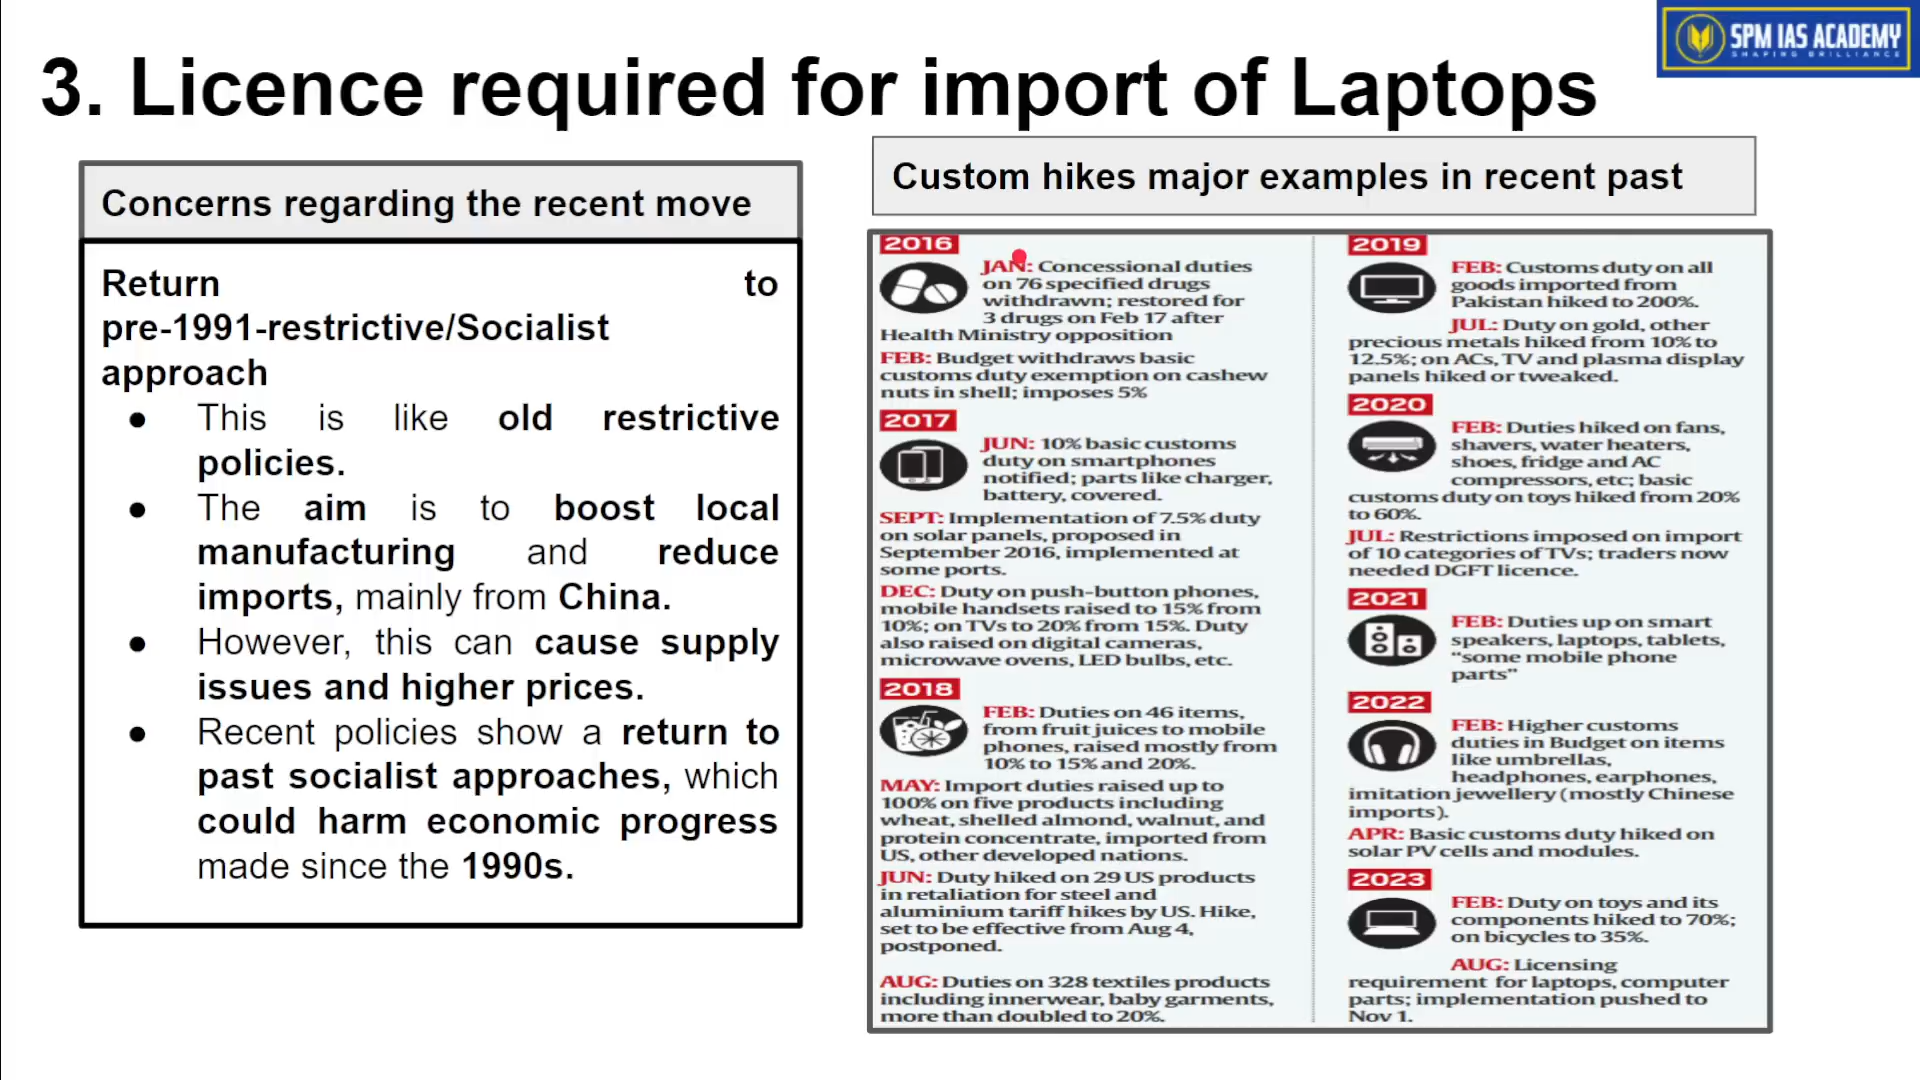 SPM IAS ACADEMY
SHAPING BRILLIANCE
3. Licence required for import of Laptops
Concerns regarding the recent move
Return to
pre-1991-restrictive/Socialist
approach
● This is like old restrictive
policies.
● The aim is to boost local
manufacturing and reduce
imports, mainly from China.
● However, this can cause supply
issues and higher prices.
● Recent policies show a return to
past socialist approaches, which
could harm economic progress
made since the 1990s.
Custom hikes major examples in recent past
2016
JAN: Concessional duties
on 76 specified drugs
withdrawn; restored for
3 drugs on Feb 17 after
Health Ministry opposition
FEB: Budget withdraws basic
customs duty exemption on cashew
nuts in shell; imposes 5%
2017
JUN: 10% basic customs
duty on smartphones
notified; parts like charger,
battery, covered.
SEPT: Implementation of 7.5% duty
on solar panels, proposed in
September 2016, implemented at
some ports.
DEC: Duty on push-button phones,
mobile handsets raised to 15% from
10%; on TVs to 20% from 15%. Duty
also raised on digital cameras,
microwave ovens, LED bulbs, etc.
2018
FEB: Duties on 46 items,
from fruit juices to mobile
phones, raised mostly from
10% to 15% and 20%.
MAY: Import duties raised up to
100% on five products including
wheat, shelled almond, walnut, and
protein concentrate, imported from
US, other developed nations.
JUN: Duty hiked on 29 US products
in retaliation for steel and
aluminium tariff hikes by US. Hike,
set to be effective from Aug 4,
postponed.
AUG: Duties on 328 textiles products
including innerwear, baby garments,
more than doubled to 20%.
2019
FEB: Customs duty on all
goods imported from
Pakistan hiked to 200%.
JUL: Duty on gold, other
precious metals hiked from 10% to
12.5%; on ACs, TV and plasma display
panels hiked or tweaked.
2020
FEB: Duties hiked on fans,
shavers, water heaters,
shoes, fridge and AC
compressors, etc; basic
customs duty on toys hiked from 20%
to 60%.
JUL: Restrictions imposed on import
of 10 categories of TVs; traders now
needed DGFT licence.
2021
FEB: Duties up on smart
speakers, laptops, tablets,
“some mobile phone
parts”
2022
FEB: Higher customs
duties in Budget on items
like umbrellas,
headphones, earphones,
imitation jewellery (mostly Chinese
imports).
APR: Basic customs duty hiked on
solar PV cells and modules.
2023
FEB: Duty on toys and its
components hiked to 70%;
on bicycles to 35%.
AUG: Licensing
requirement for laptops, computer
parts; implementation pushed to
Nov 1.